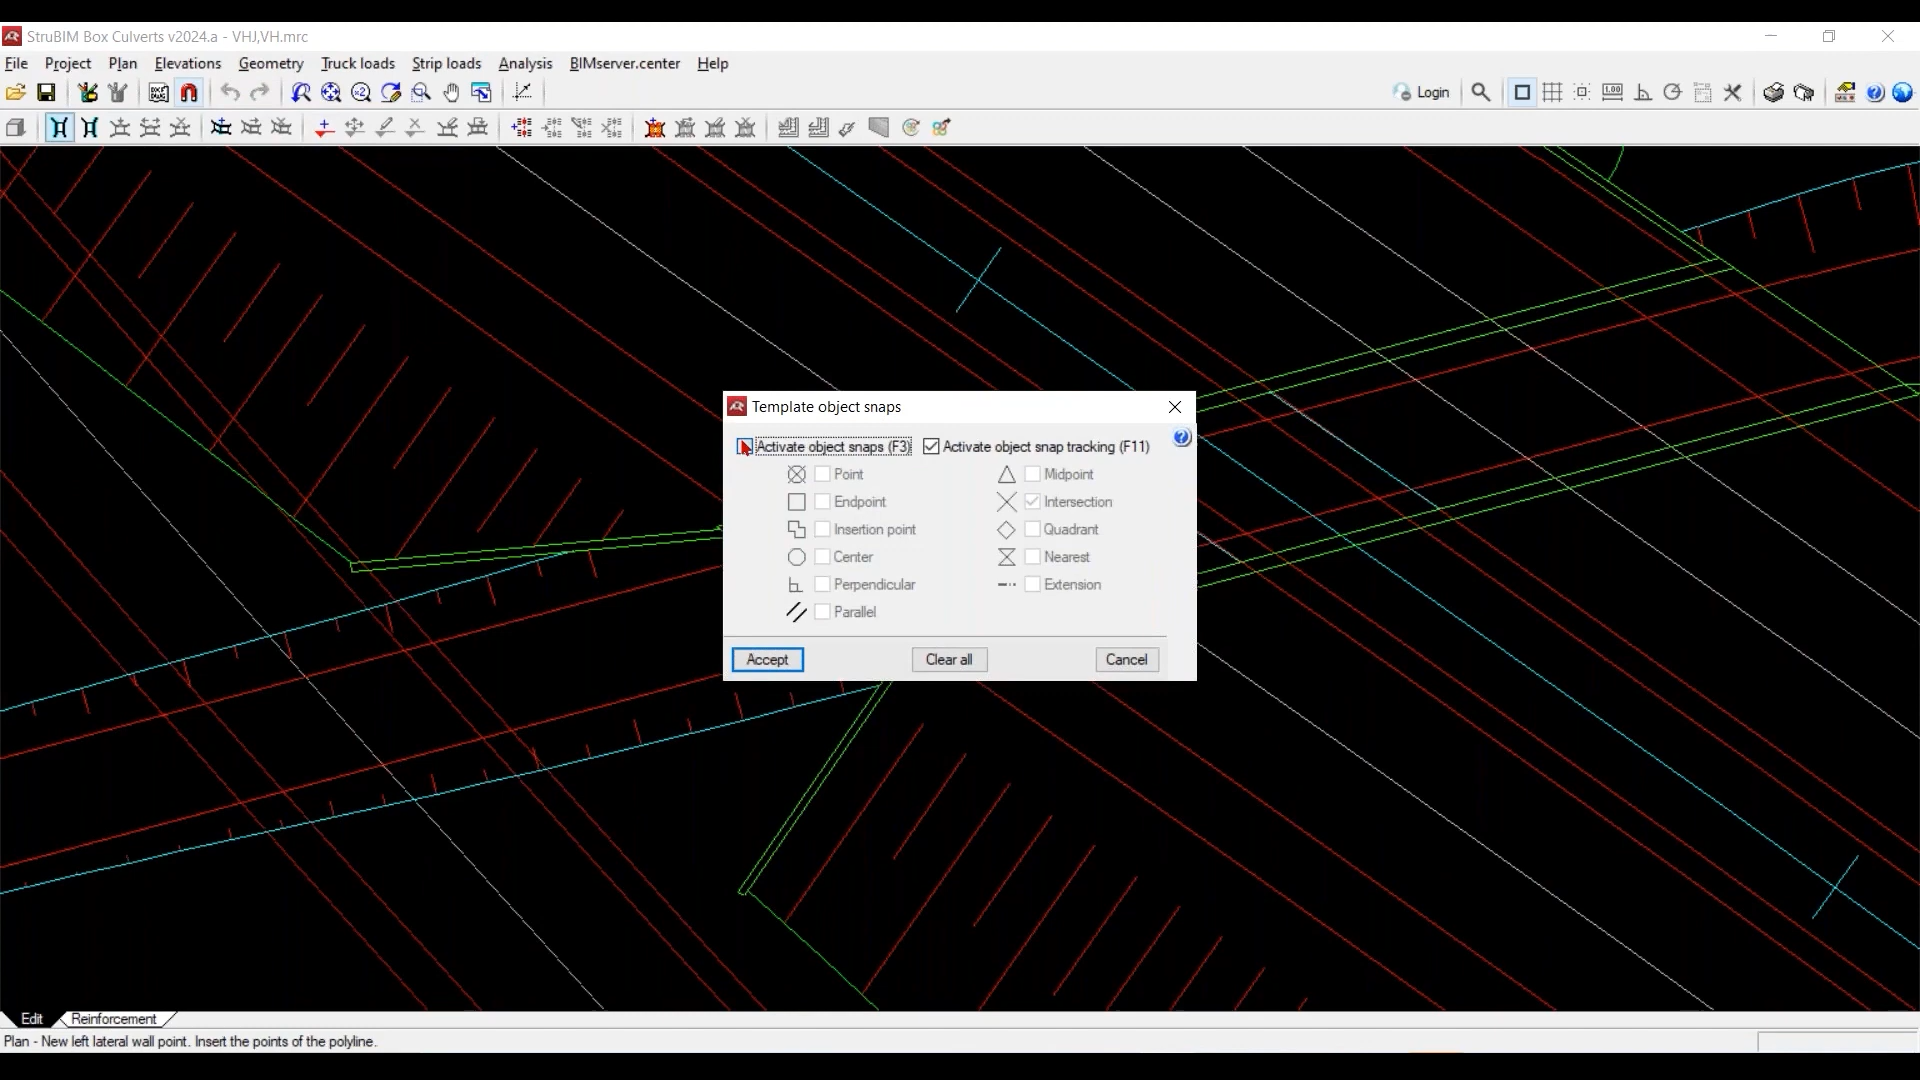 StruBIM Box Culverts v2024.a - VHJ,VH.mrc
File Project Plan Elevations Geometry Truck loads Strip loads Analysis BIMserver.center Help
Login
Template object snaps
Activate object snaps (F3) Activate object snap tracking (F11)
Point Midpoint
Endpoint Intersection
Insertion point Quadrant
Center Nearest
Perpendicular Extension
Parallel
Accept Clear all Cancel
Edit Reinforcement
Plan - New left lateral wall point. Insert the points of the polyline.